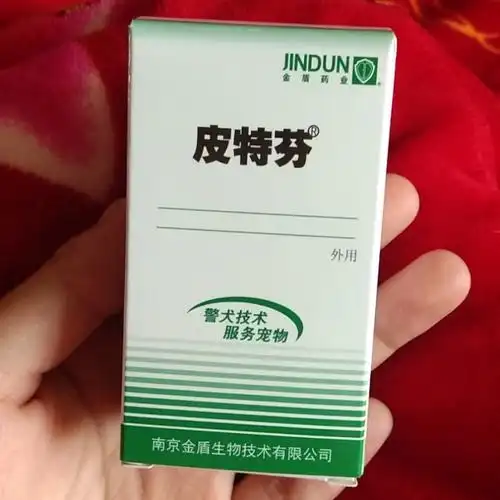 JINDUN
金盾药业
皮特芬®
外用
警犬技术
服务宠物
南京金盾生物技术有限公司